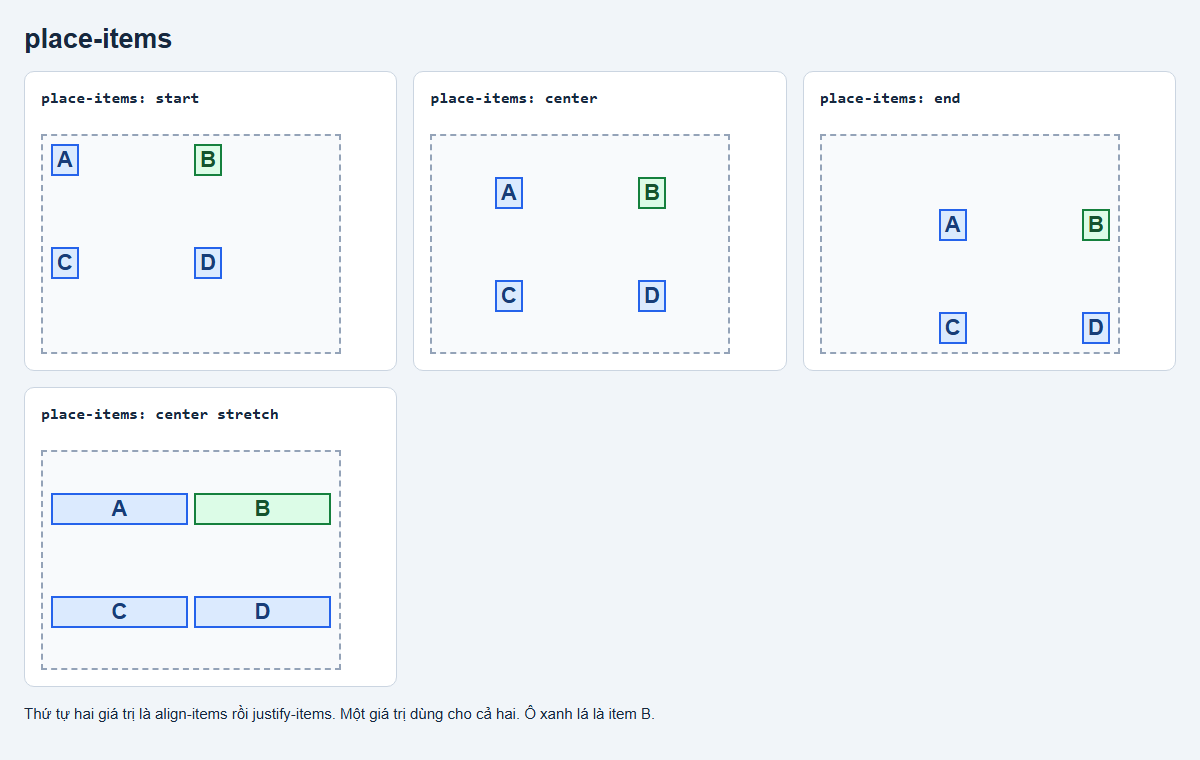 place-items
place-items: start
A B
C D
place-items: center
A B
C D
place-items: end
A B
C D
place-items: center stretch
A B
C D
Thứ tự hai giá trị là align-items rồi justify-items. Một giá trị dùng cho cả hai. Ô xanh lá là item B.